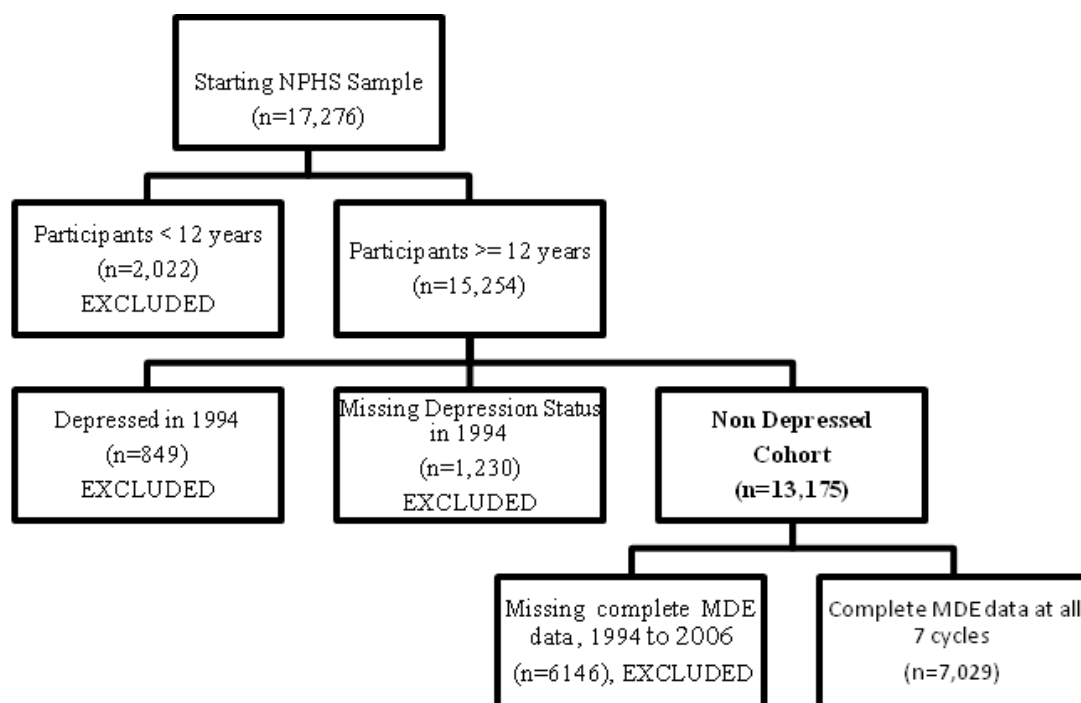 Starting NPHS Sample
(n=17,276)
Participants < 12 years
(n=2,022)
EXCLUDED
Participants >= 12 years
(n=15,254)
Depressed in 1994
(n=849)
EXCLUDED
Missing Depression Status
in 1994
(n=1,230)
EXCLUDED
Non Depressed
Cohort
(n=13,175)
Missing complete MDE
data, 1994 to 2006
(n=6146), EXCLUDED
Complete MDE data at all
7 cycles
(n=7,029)